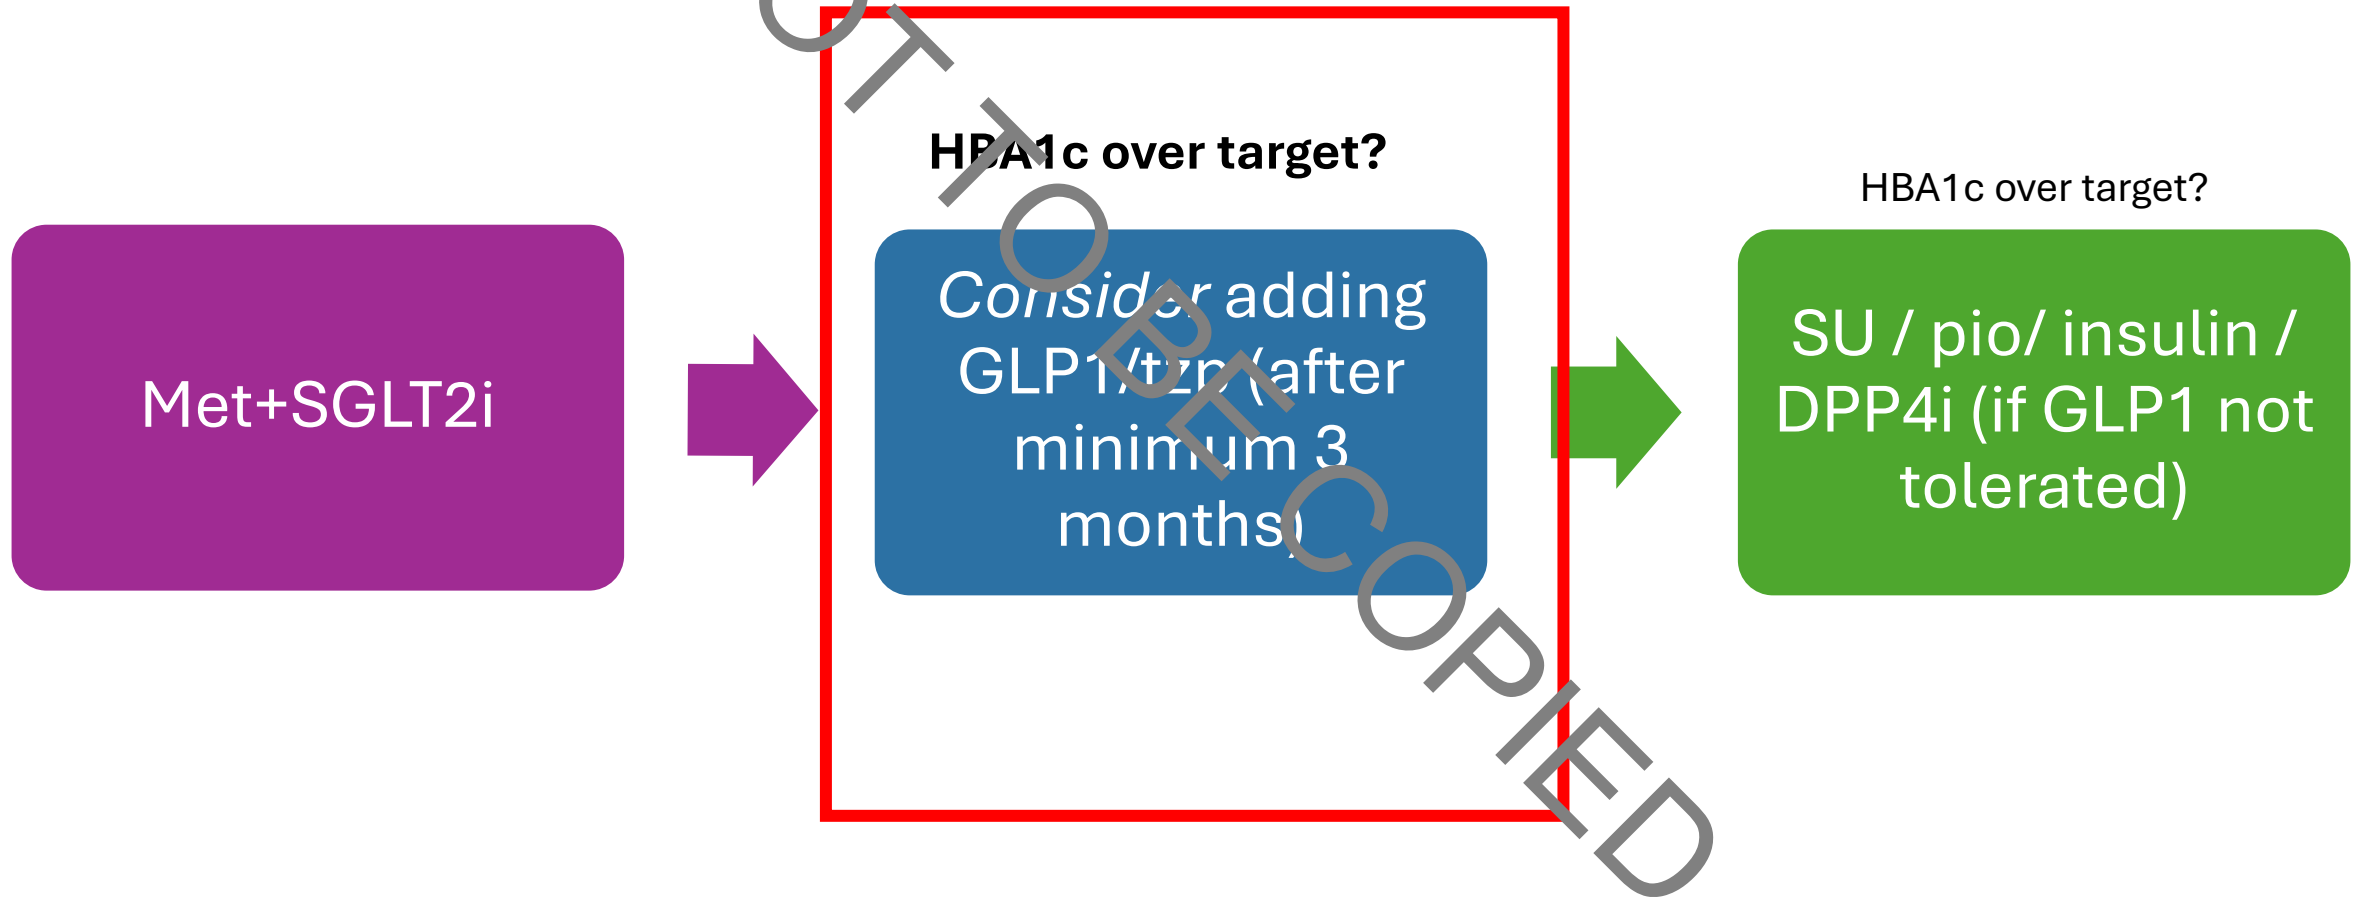 Met+SGLT2i
HBA1c over target?
Consider adding
GLP1/tzp (after
minimum 3
months)
HBA1c over target?
SU / pio/ insulin /
DPP4i (if GLP1 not
tolerated)
OT TO BE COPIED